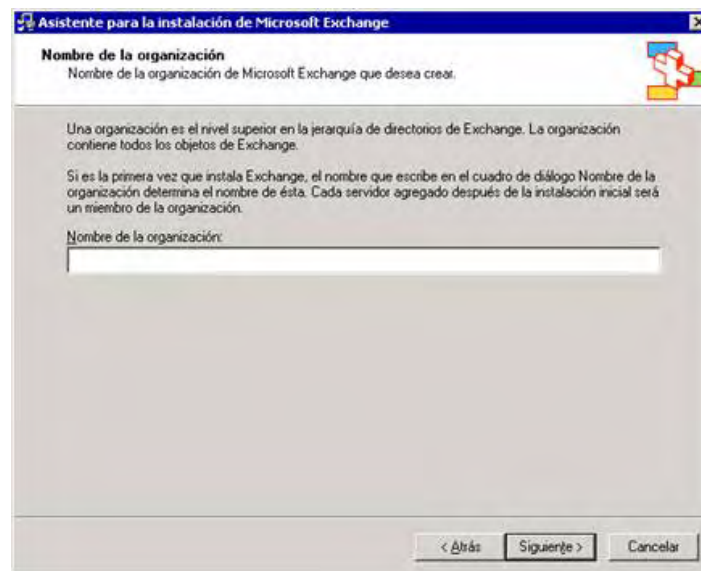 Asistente para la instalación de Microsoft Exchange
Nombre de la organización
Nombre de la organización de Microsoft Exchange que desea crear.
Una organización es el nivel superior en la jerarquía de directorios de Exchange. La organización
contiene todos los objetos de Exchange.
Si es la primera vez que instala Exchange, el nombre que escribe en el cuadro de diálogo Nombre de la
organización determina el nombre de ésta. Cada servidor agregado después de la instalación inicial será
un miembro de la organización.
Nombre de la organización:
< Atrás Siguiente > Cancelar